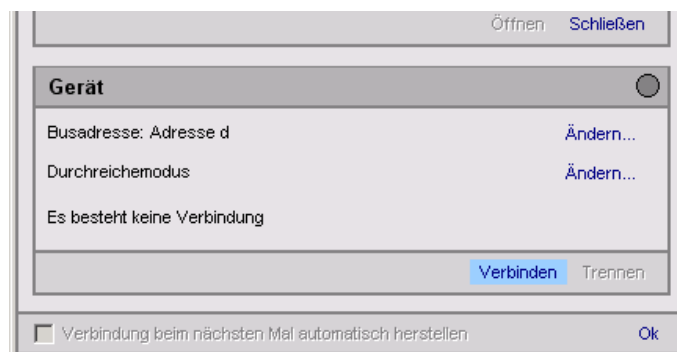 Öffnen Schließen
Gerät
Busadresse: Adresse d Ändern...
Durchreichemodus Ändern...
Es besteht keine Verbindung
Verbinden Trennen
Verbindung beim nächsten Mal automatisch herstellen Ok